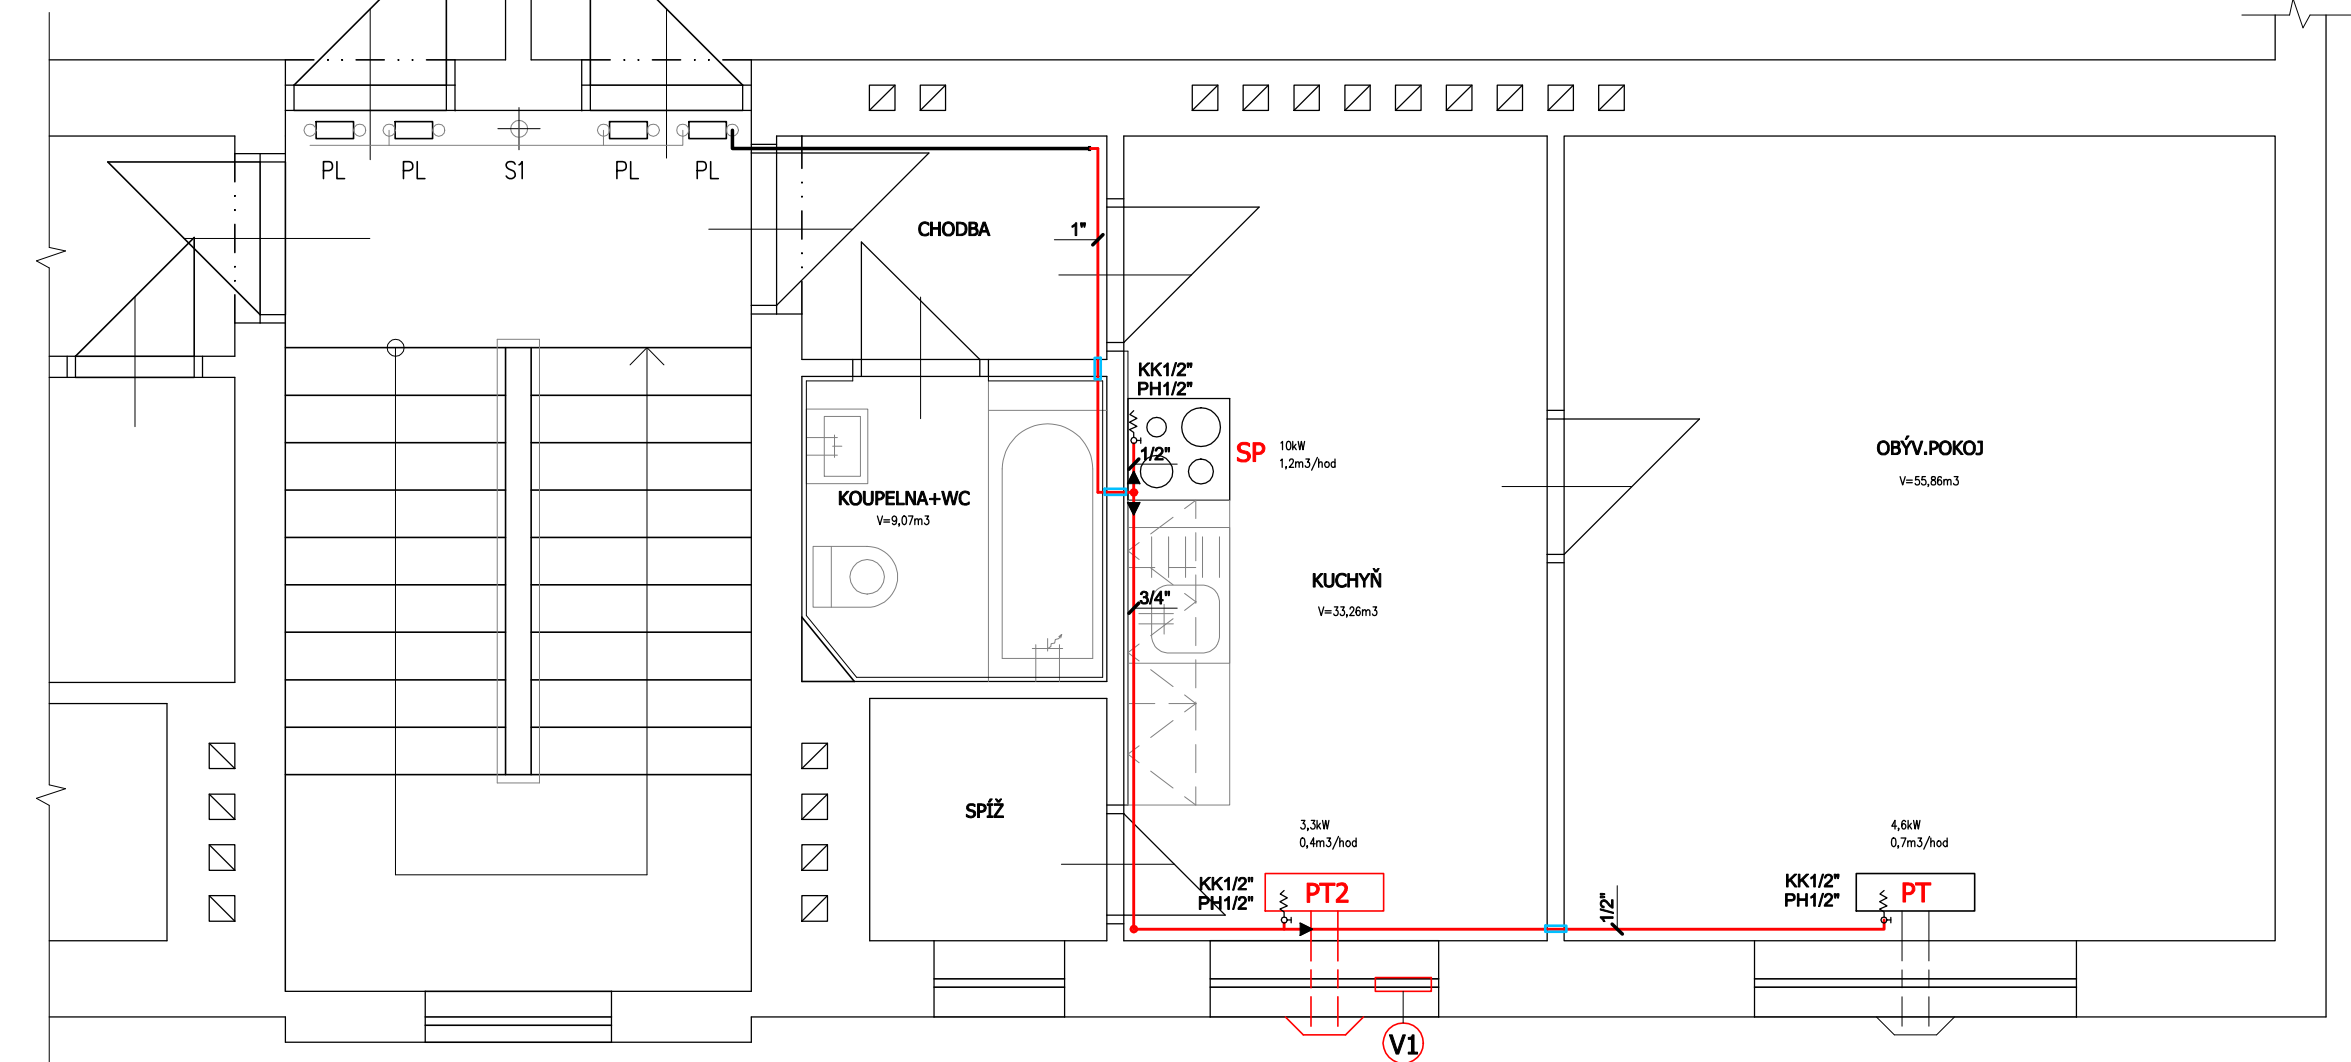 PL
PL
S1
PL
PL
CHODBA
1"
KK1/2"
PH1/2"
SP
10kW
1,2m3/hod
1/2"
OBÝV.POKOJ
V=55,86m3
KOUPELNA+WC
V=9,07m3
KUCHYŇ
V=33,26m3
3/4"
SPÍŽ
3,3kW
0,4m3/hod
4,6kW
0,7m3/hod
KK1/2"
PH1/2"
PT2
1/2"
KK1/2"
PH1/2"
PT
V1